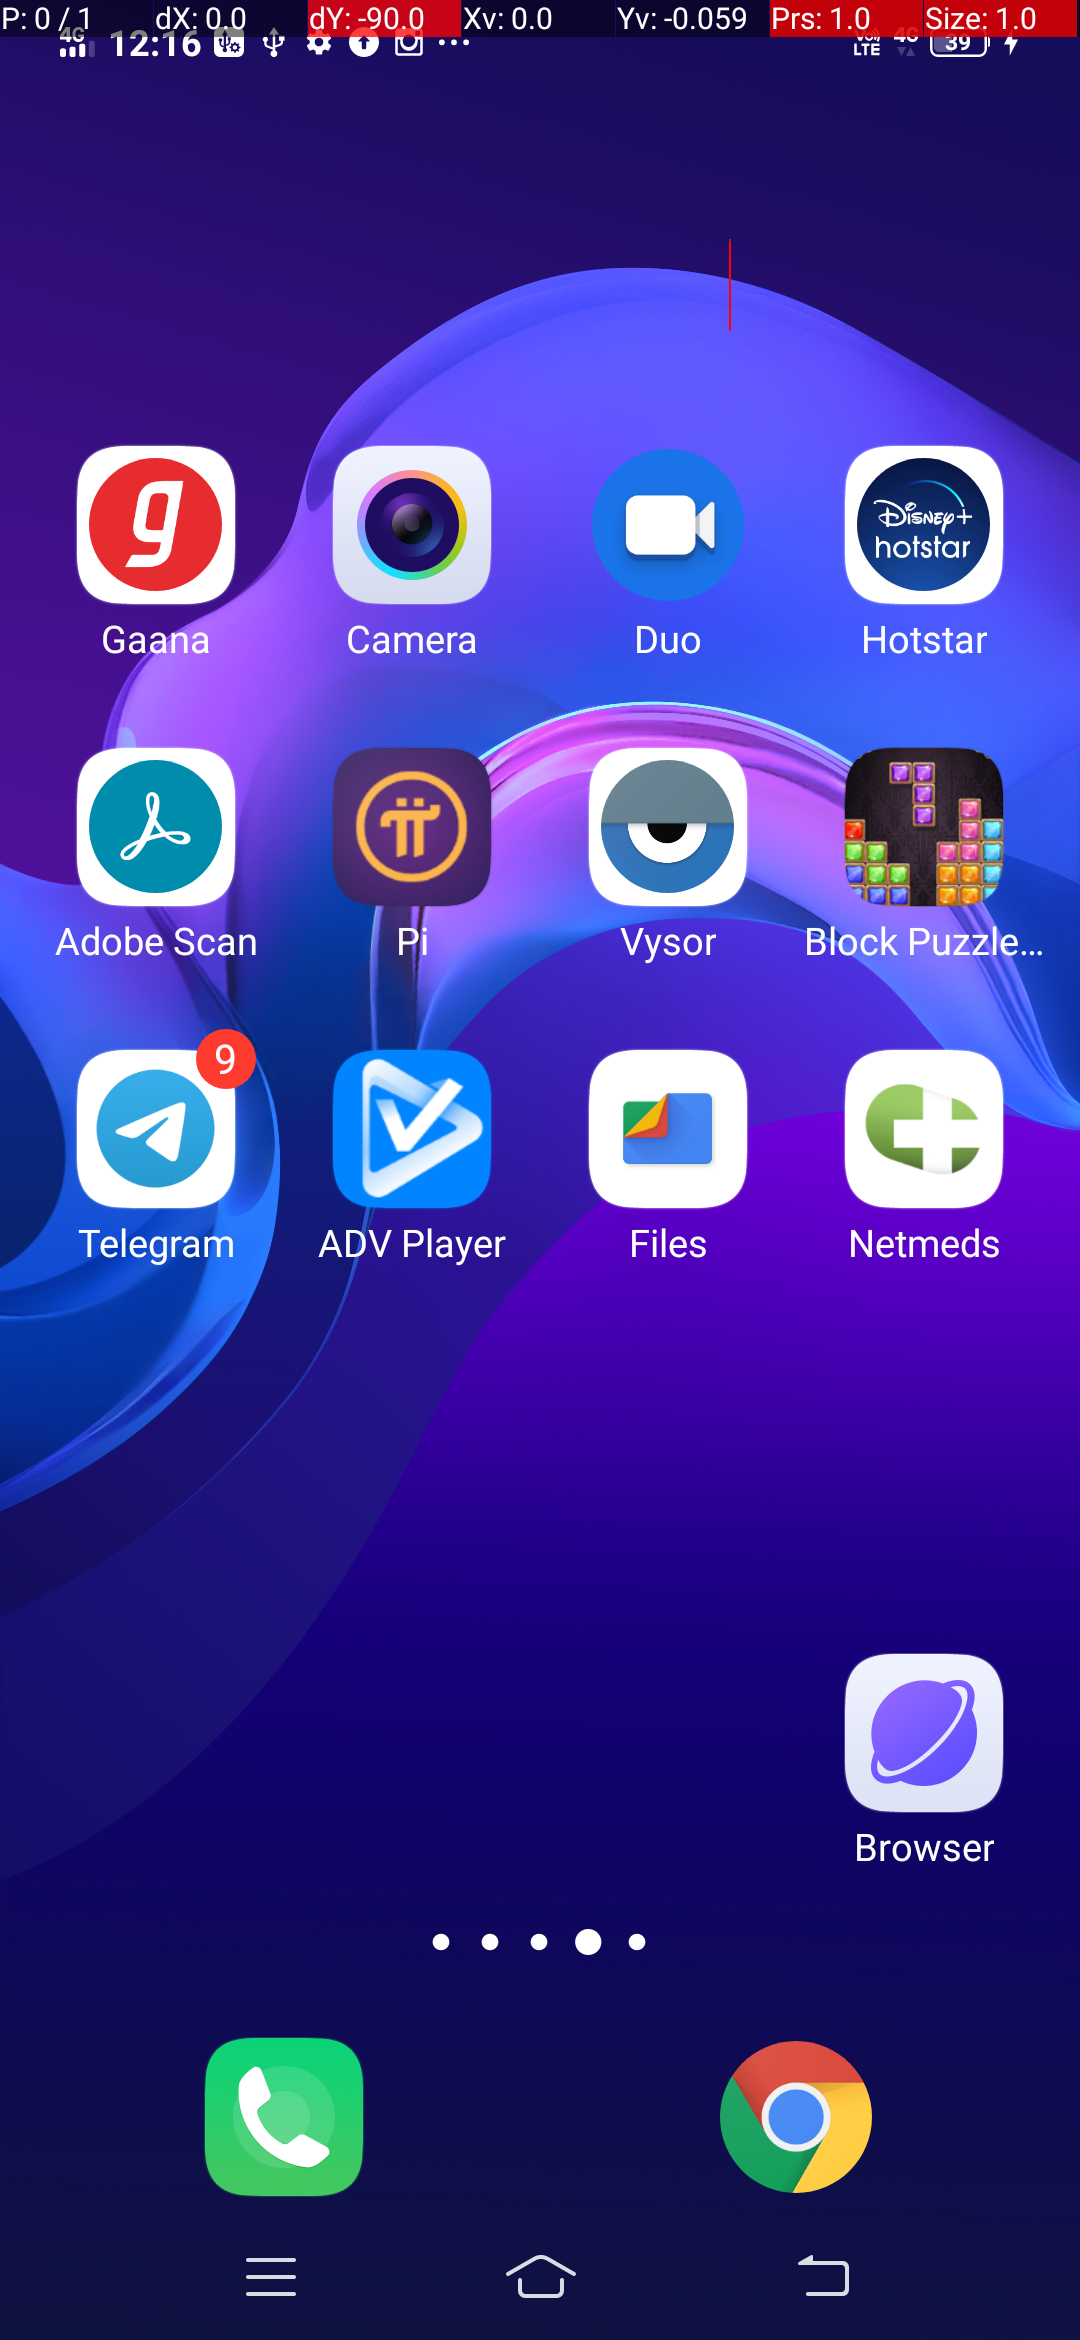 P: 0 / 1 dX: 0.0 dY: -90.0 Xv: 0.0 Yv: -0.059 Prs: 1.0 Size: 1.0
4G 12:16 VoLTE 4G 39
Disney+
hotstar
Gaana Camera Duo Hotstar
Adobe Scan Pi Vysor Block Puzzle...
9
Telegram ADV Player Files Netmeds
Browser